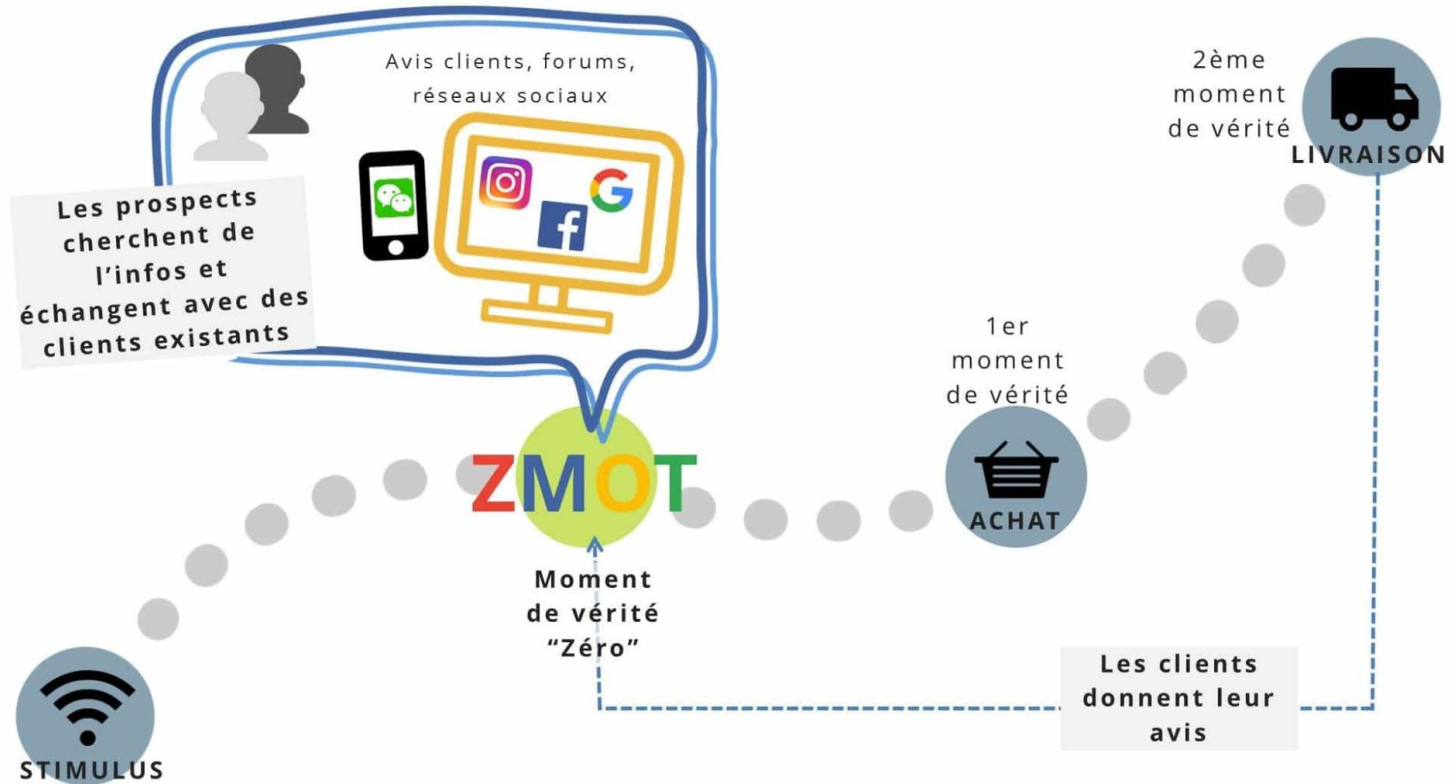 Avis clients, forums,
réseaux sociaux
Les prospects
cherchent de
l'infos et
échangent avec des
clients existants
2ème
moment
de vérité
LIVRAISON
1er
moment
de vérité
ACHAT
ZMOT
Moment
de vérité
“Zéro”
Les clients
donnent leur
avis
STIMULUS